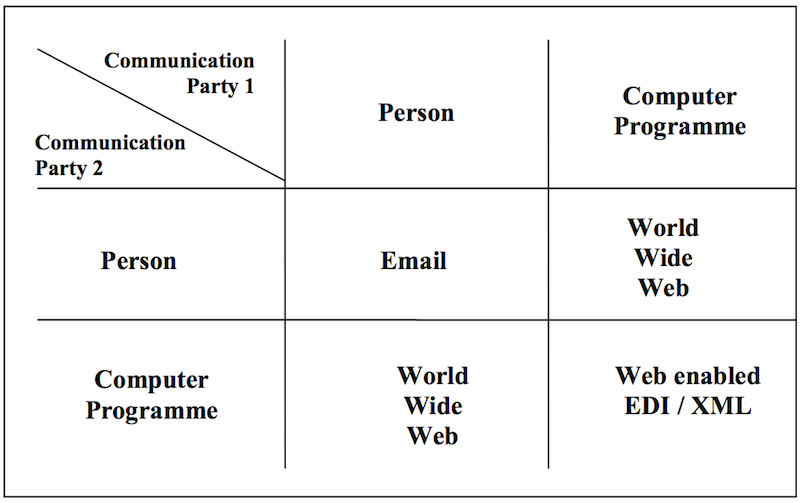 Communication
Party 1
Communication
Party 2
Person
Computer
Programme
Person
Email
World
Wide
Web
Computer
Programme
World
Wide
Web
Web enabled
EDI / XML